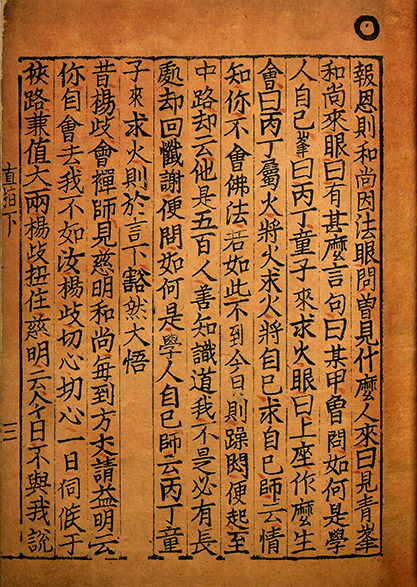 報恩則和尚因法眼問曽見什麼人來曰見青峯
和尚來眼曰有甚麼言句曰某甲曽問如何是學
人自己峯曰丙丁童子來求火眼曰上座作麼生
會曰丙丁屬火將火求火將自己求自己師云情
知你不會佛法若如此不到今日則躁悶便起至
中路却云他是五百人善知識道我不是必有長
處却回懺謝便問如何是學人自己師云丙丁童
子來求火則於言下豁然大悟
昔楊歧會禪師見慈明和尚每到方丈請益明云
你自會去我不如汝楊歧切心切心一日伺候于
狹路兼值大雨楊歧扭住慈明云今日不與我說
直指下 三